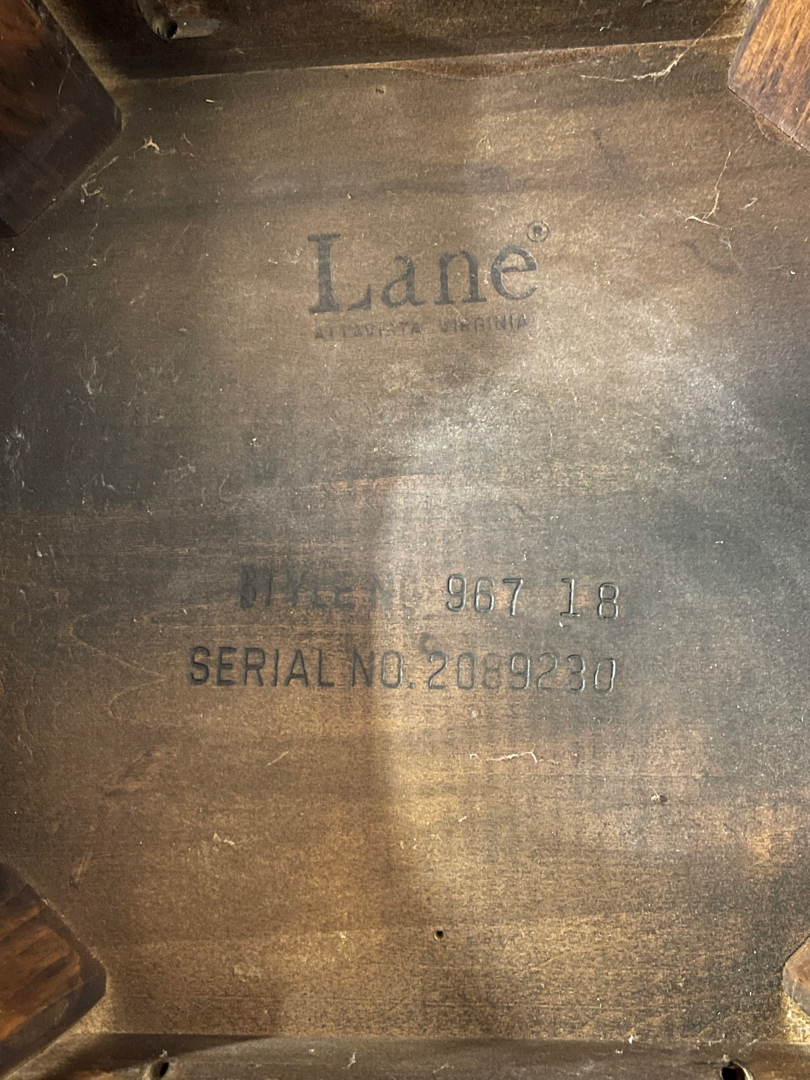 Lane®
ALTAVISTA VIRGINIA
STYLE NO. 967 18
SERIAL NO. 2089230